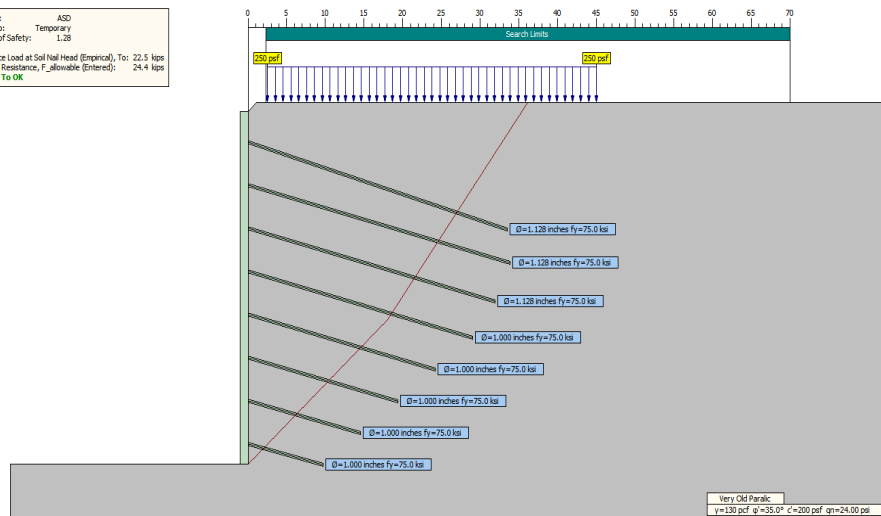 ASD
Temporary
of Safety: 1.28
ce Load at Soil Nail Head (Empirical), To: 22.5 kips
Resistance, F_allowable (Entered): 24.4 kips
To OK
0 5 10 15 20 25 30 35 40 45 50 55 60 65 70
Search Limits
250 psf 250 psf
Ø=1.128 inches fy=75.0 ksi
Ø=1.128 inches fy=75.0 ksi
Ø=1.128 inches fy=75.0 ksi
Ø=1.000 inches fy=75.0 ksi
Ø=1.000 inches fy=75.0 ksi
Ø=1.000 inches fy=75.0 ksi
Ø=1.000 inches fy=75.0 ksi
Ø=1.000 inches fy=75.0 ksi
Very Old Paralic
γ=130 pcf φ'=35.0° c'=200 psf qn=24.00 psi